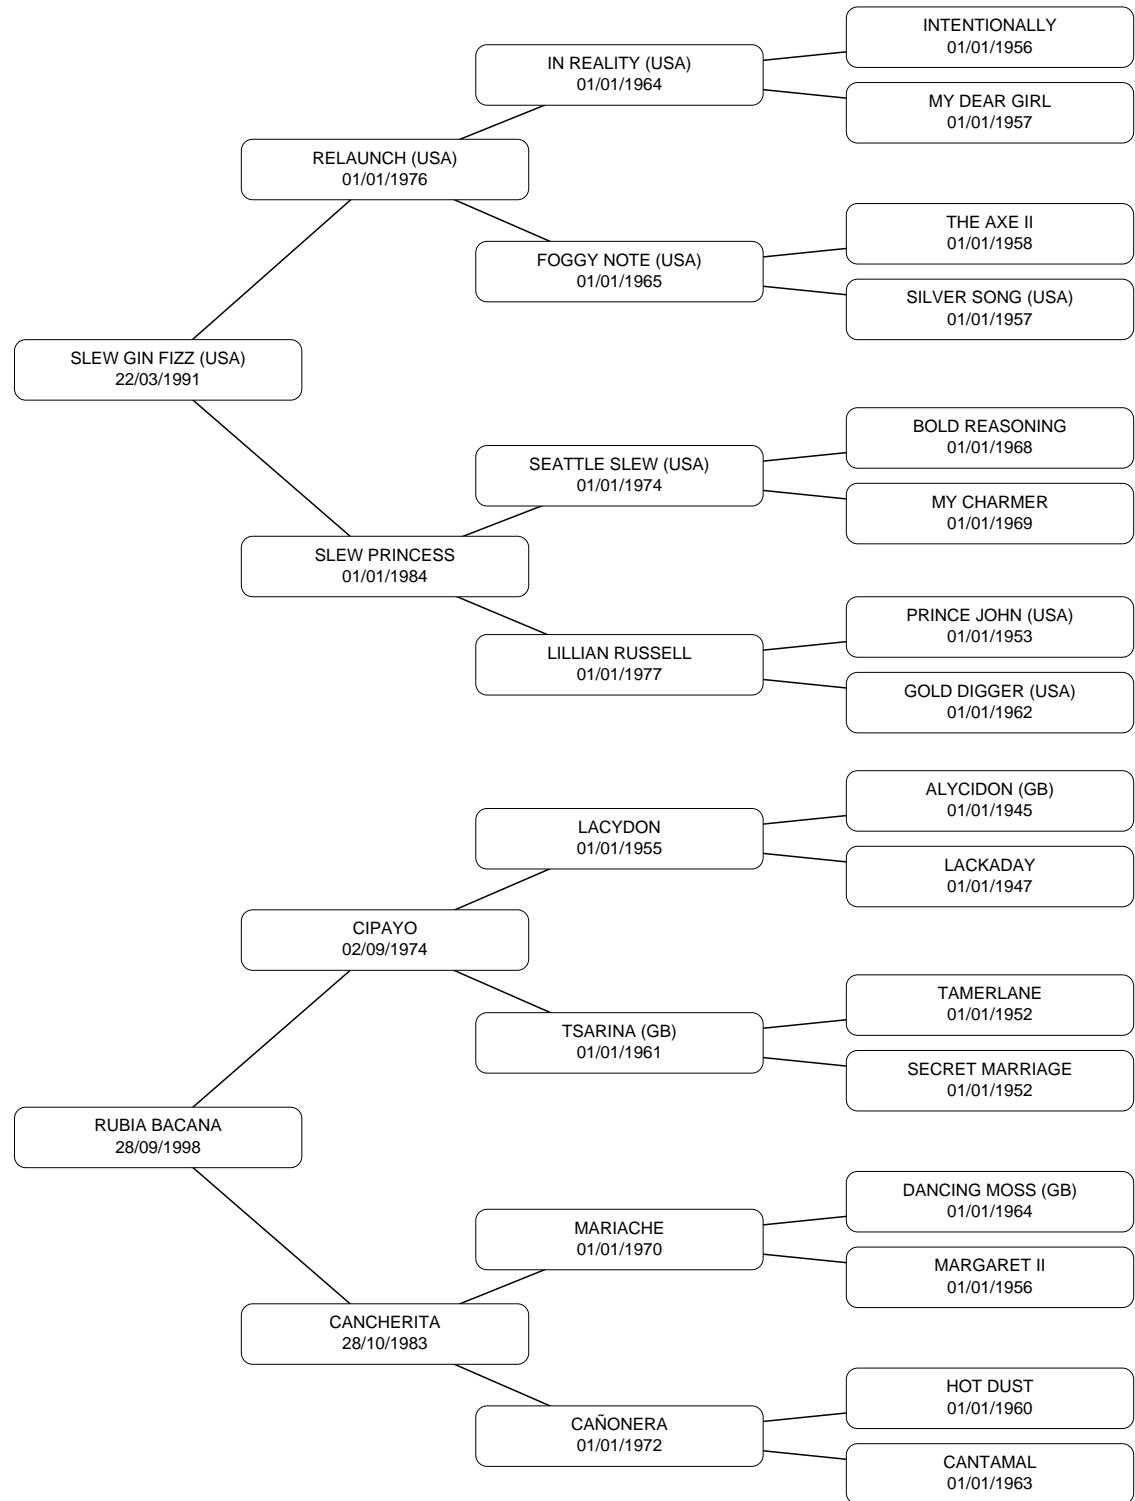 INTENTIONALLY
01/01/1956
IN REALITY (USA)
01/01/1964
MY DEAR GIRL
01/01/1957
RELAUNCH (USA)
01/01/1976
THE AXE II
01/01/1958
FOGGY NOTE (USA)
01/01/1965
SILVER SONG (USA)
01/01/1957
SLEW GIN FIZZ (USA)
22/03/1991
BOLD REASONING
01/01/1968
SEATTLE SLEW (USA)
01/01/1974
MY CHARMER
01/01/1969
SLEW PRINCESS
01/01/1984
PRINCE JOHN (USA)
01/01/1953
LILLIAN RUSSELL
01/01/1977
GOLD DIGGER (USA)
01/01/1962
ALYCIDON (GB)
01/01/1945
LACYDON
01/01/1955
LACKADAY
01/01/1947
CIPAYO
02/09/1974
TAMERLANE
01/01/1952
TSARINA (GB)
01/01/1961
SECRET MARRIAGE
01/01/1952
RUBIA BACANA
28/09/1998
DANCING MOSS (GB)
01/01/1964
MARIACHE
01/01/1970
MARGARET II
01/01/1956
CANCHERITA
28/10/1983
HOT DUST
01/01/1960
CAÑONERA
01/01/1972
CANTAMAL
01/01/1963